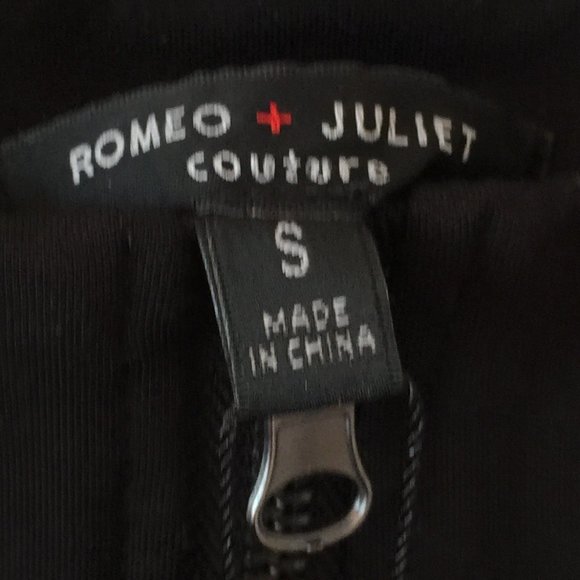 ROMEO + JULIET
couture
S
MADE
IN CHINA